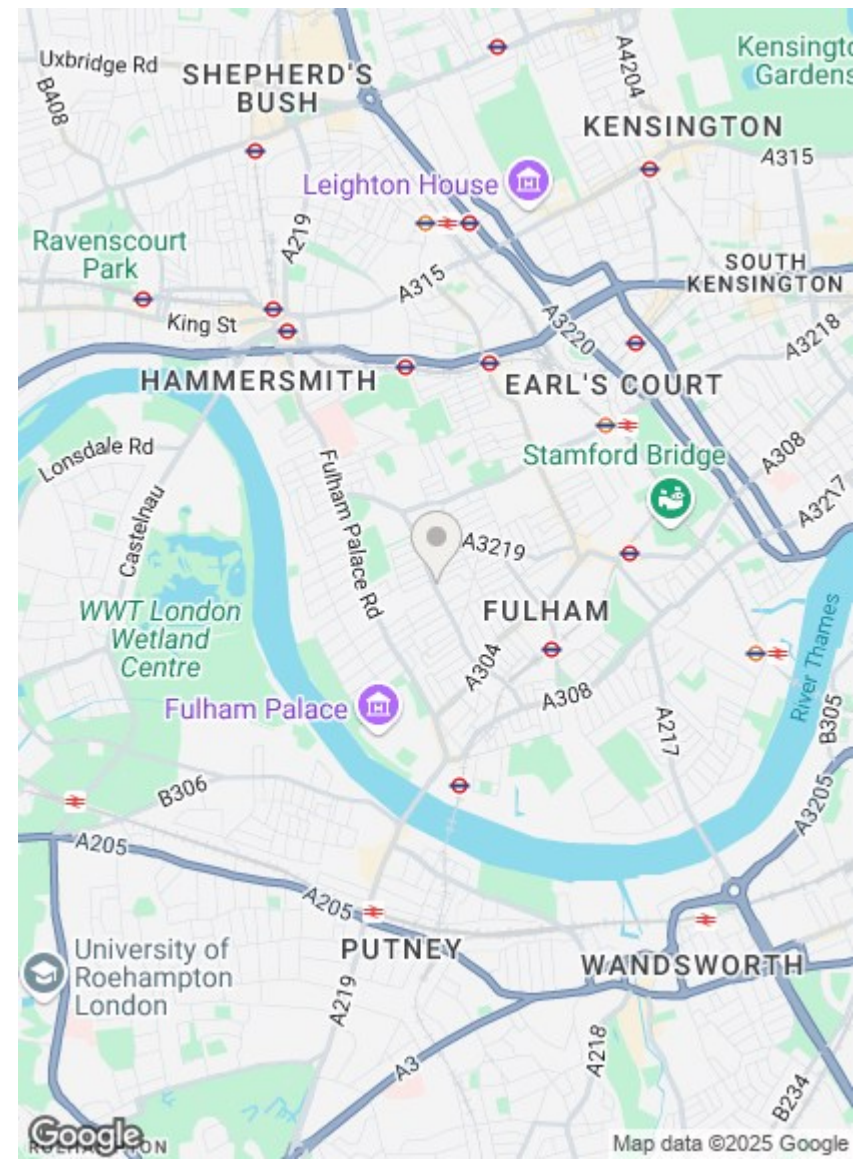 Uxbridge Rd
B408
SHEPHERD'S
BUSH
A4204
Kensingto
Gardens
KENSINGTON
A315
Leighton House
A219
Ravenscourt
Park
A315
SOUTH
KENSINGTON
King St
A3220
A3218
HAMMERSMITH
EARL'S COURT
Lonsdale Rd
Stamford Bridge
A308
Castelnau
Fulham Palace Rd
A3217
A3219
WWT London
Wetland
Centre
FULHAM
A304
River Thames
Fulham Palace
A308
A217
B305
B306
A3205
A205
A205
University of
Roehampton
London
PUTNEY
WANDSWORTH
A219
A218
A3
B234
Google
Map data ©2025 Google